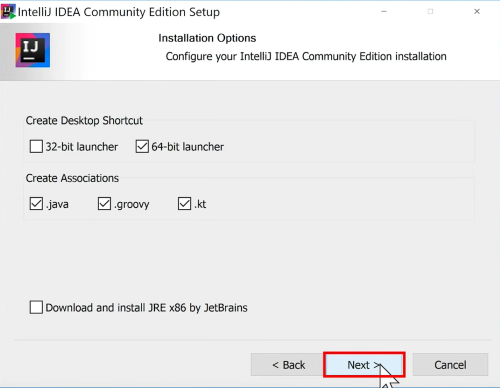 IntelliJ IDEA Community Edition Setup
IJ
Installation Options
Configure your IntelliJ IDEA Community Edition installation
Create Desktop Shortcut
32-bit launcher 64-bit launcher
Create Associations
.java .groovy .kt
Download and install JRE x86 by JetBrains
< Back Next > Cancel